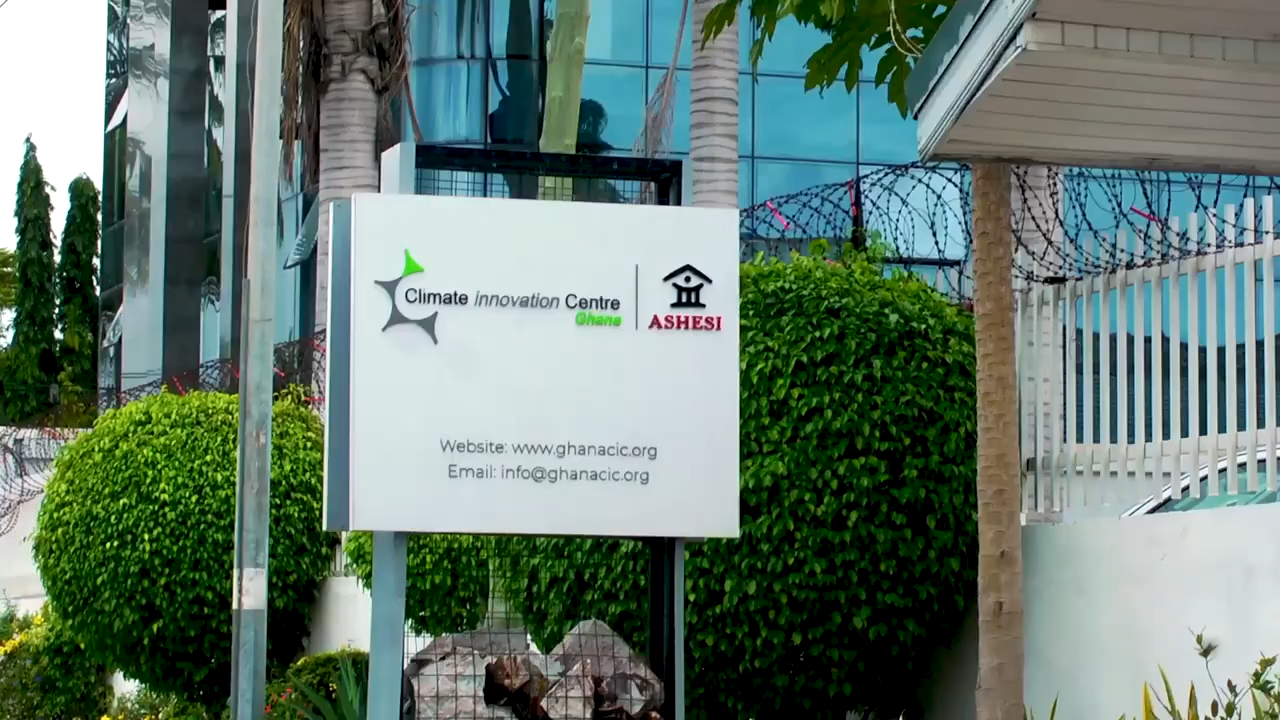 Climate innovation Centre
Ghana
ASHESI
Website: www.ghanacic.org
Email: info@ghanacic.org